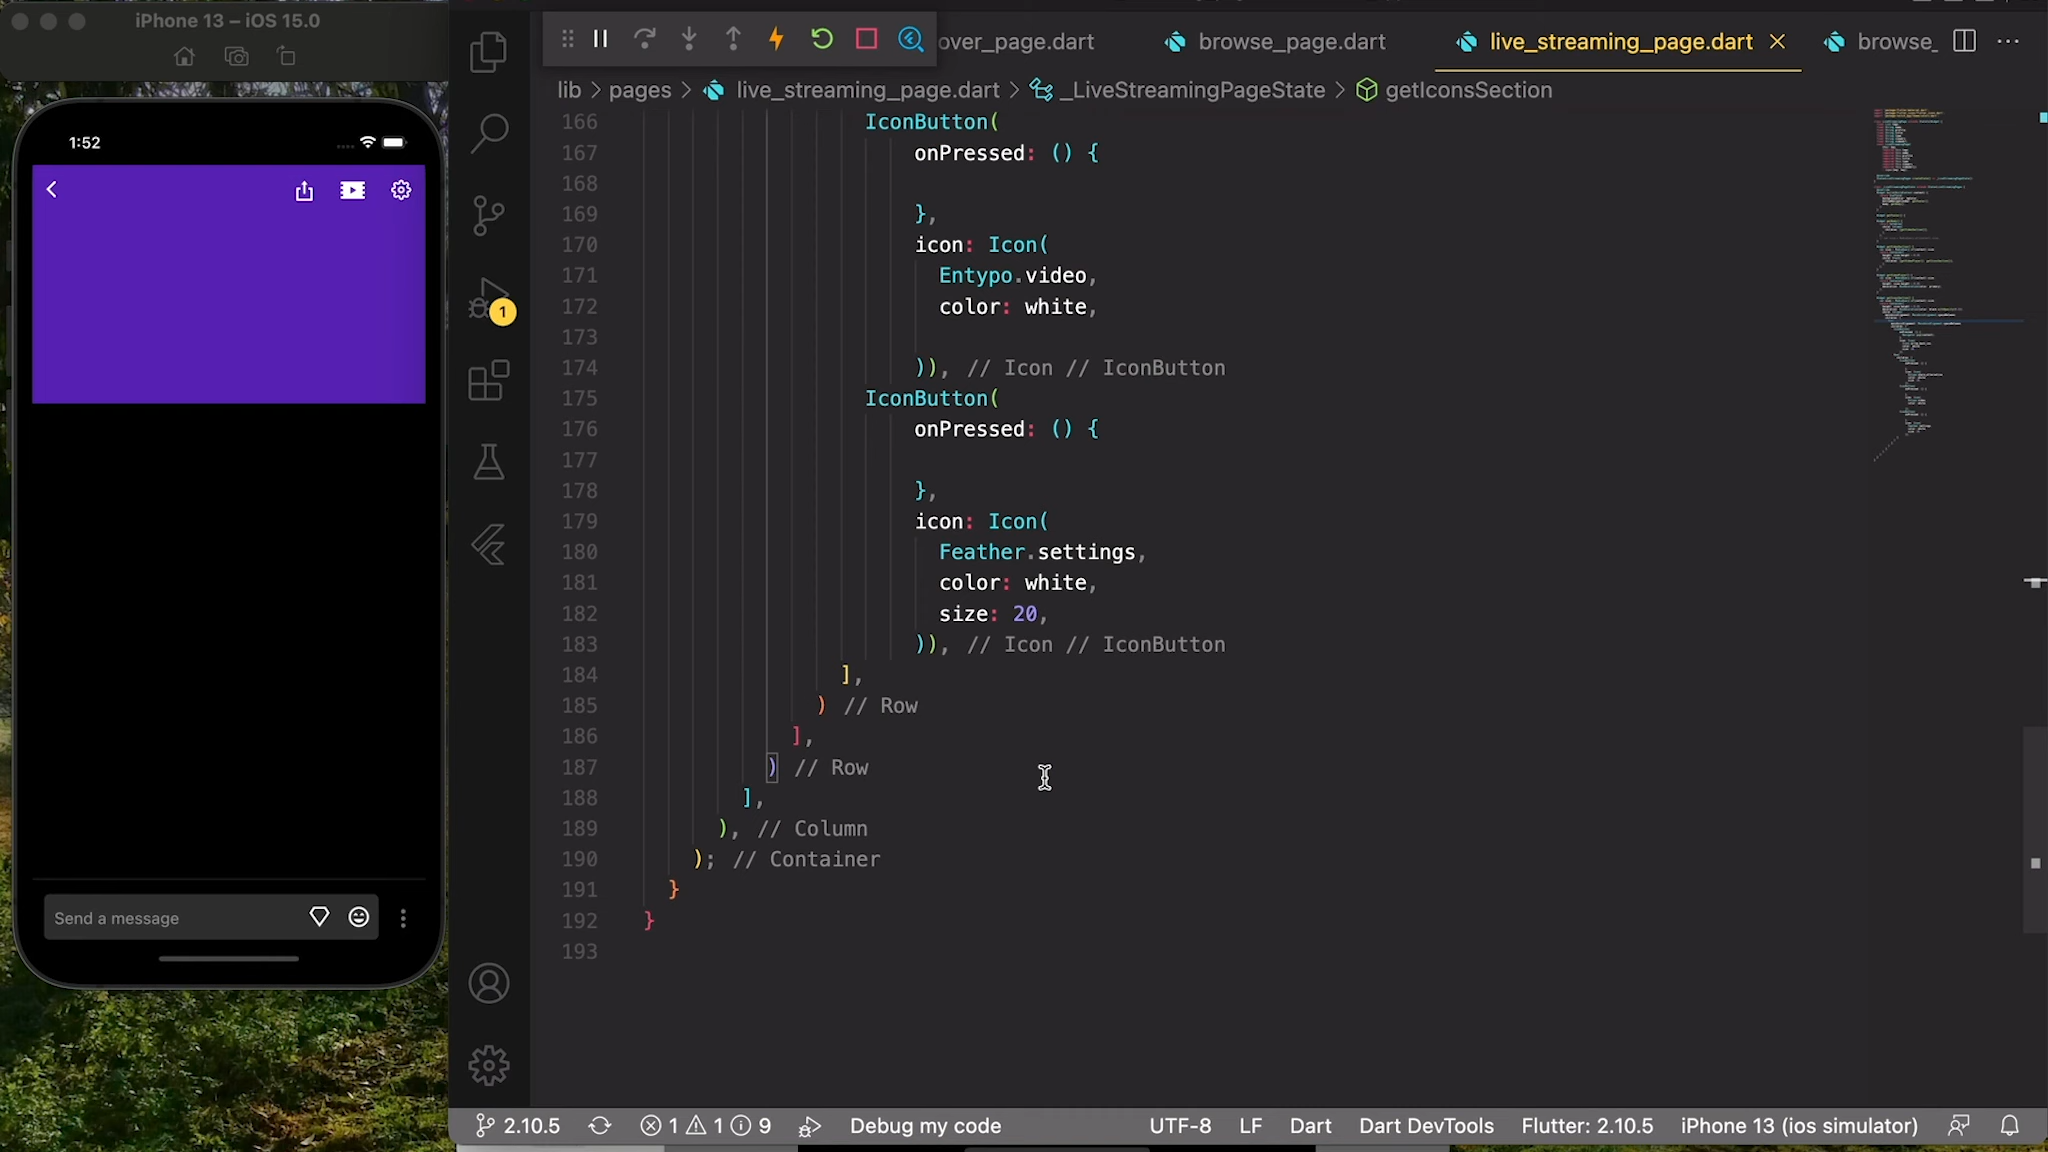 iPhone 13 – iOS 15.0
1:52
Send a message
over_page.dart
browse_page.dart
live_streaming_page.dart
browse_
lib > pages > live_streaming_page.dart > _LiveStreamingPageState > getIconsSection
166 IconButton(
167 onPressed: () {
168
169 },
170 icon: Icon(
171 Entypo.video,
172 color: white,
173
174 )), // Icon // IconButton
175 IconButton(
176 onPressed: () {
177
178 },
179 icon: Icon(
180 Feather.settings,
181 color: white,
182 size: 20,
183 )), // Icon // IconButton
184 ],
185 ) // Row
186 ],
187 ) // Row
188 ],
189 ), // Column
190 ); // Container
191 }
192 }
193
1
2.10.5
1 1 9
Debug my code
UTF-8
LF
Dart
Dart DevTools
Flutter: 2.10.5
iPhone 13 (ios simulator)